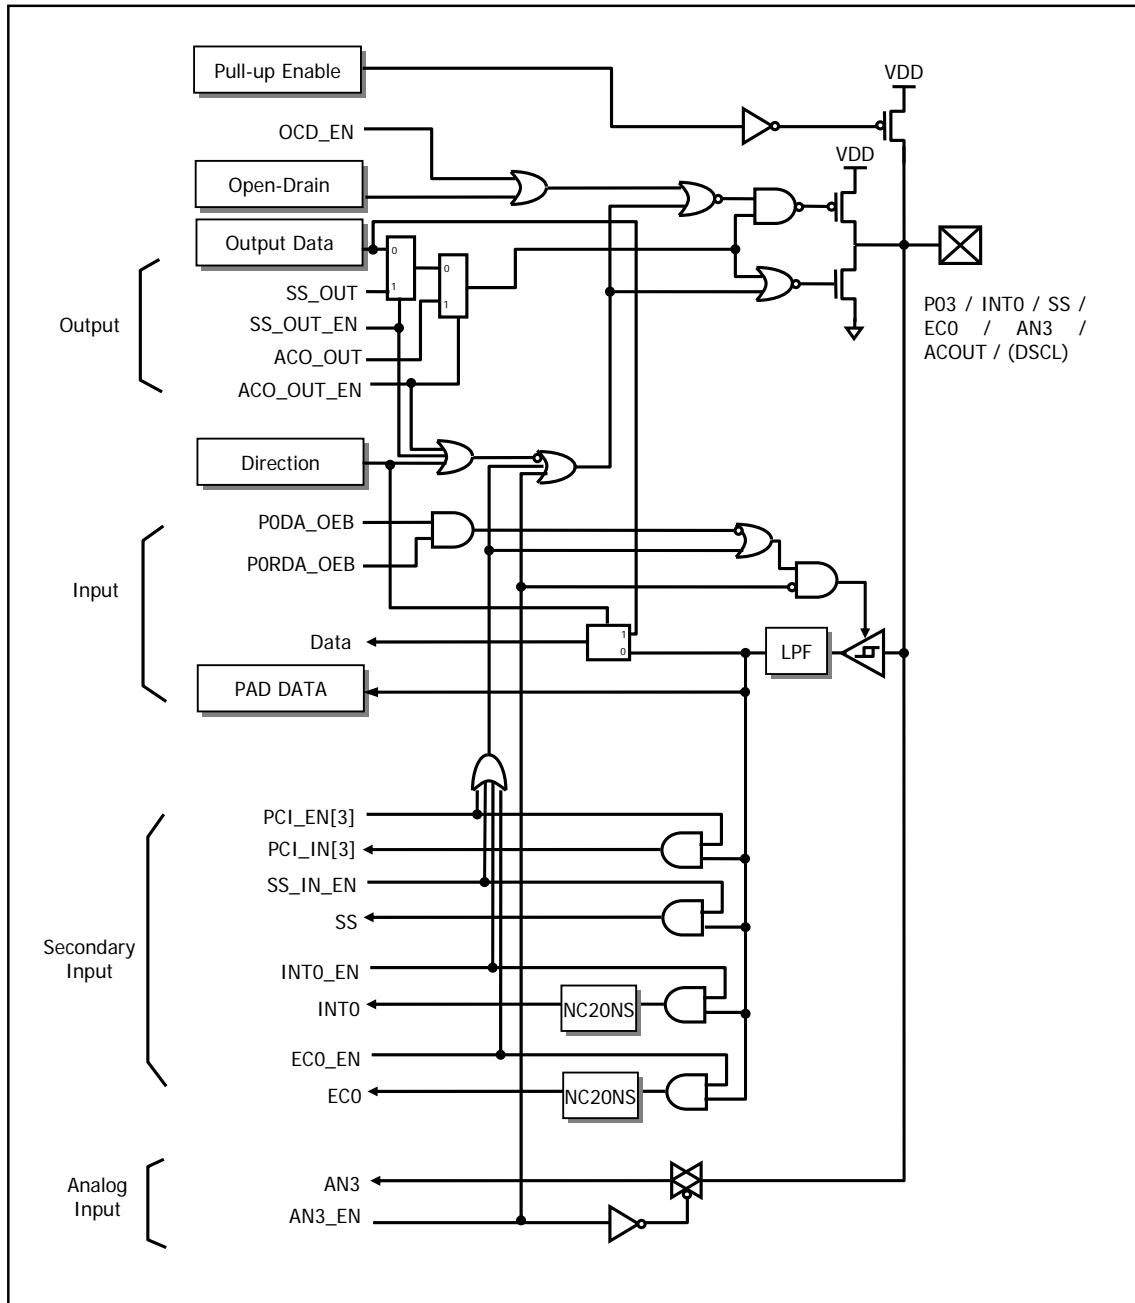 Pull-up Enable
VDD
OCD_EN
VDD
Open-Drain
Output Data
0
0
SS_OUT
1
1
Output
SS_OUT_EN
ACO_OUT
ACO_OUT_EN
P03 / INT0 / SS /
EC0 / AN3 /
ACOUT / (DSCL)
Direction
P0DA_OEB
P0RDA_OEB
Input
Data
1
0
LPF
PAD DATA
PCI_EN[3]
PCI_IN[3]
SS_IN_EN
SS
Secondary
Input
INT0_EN
INT0
NC20NS
EC0_EN
EC0
NC20NS
Analog
Input
AN3
AN3_EN